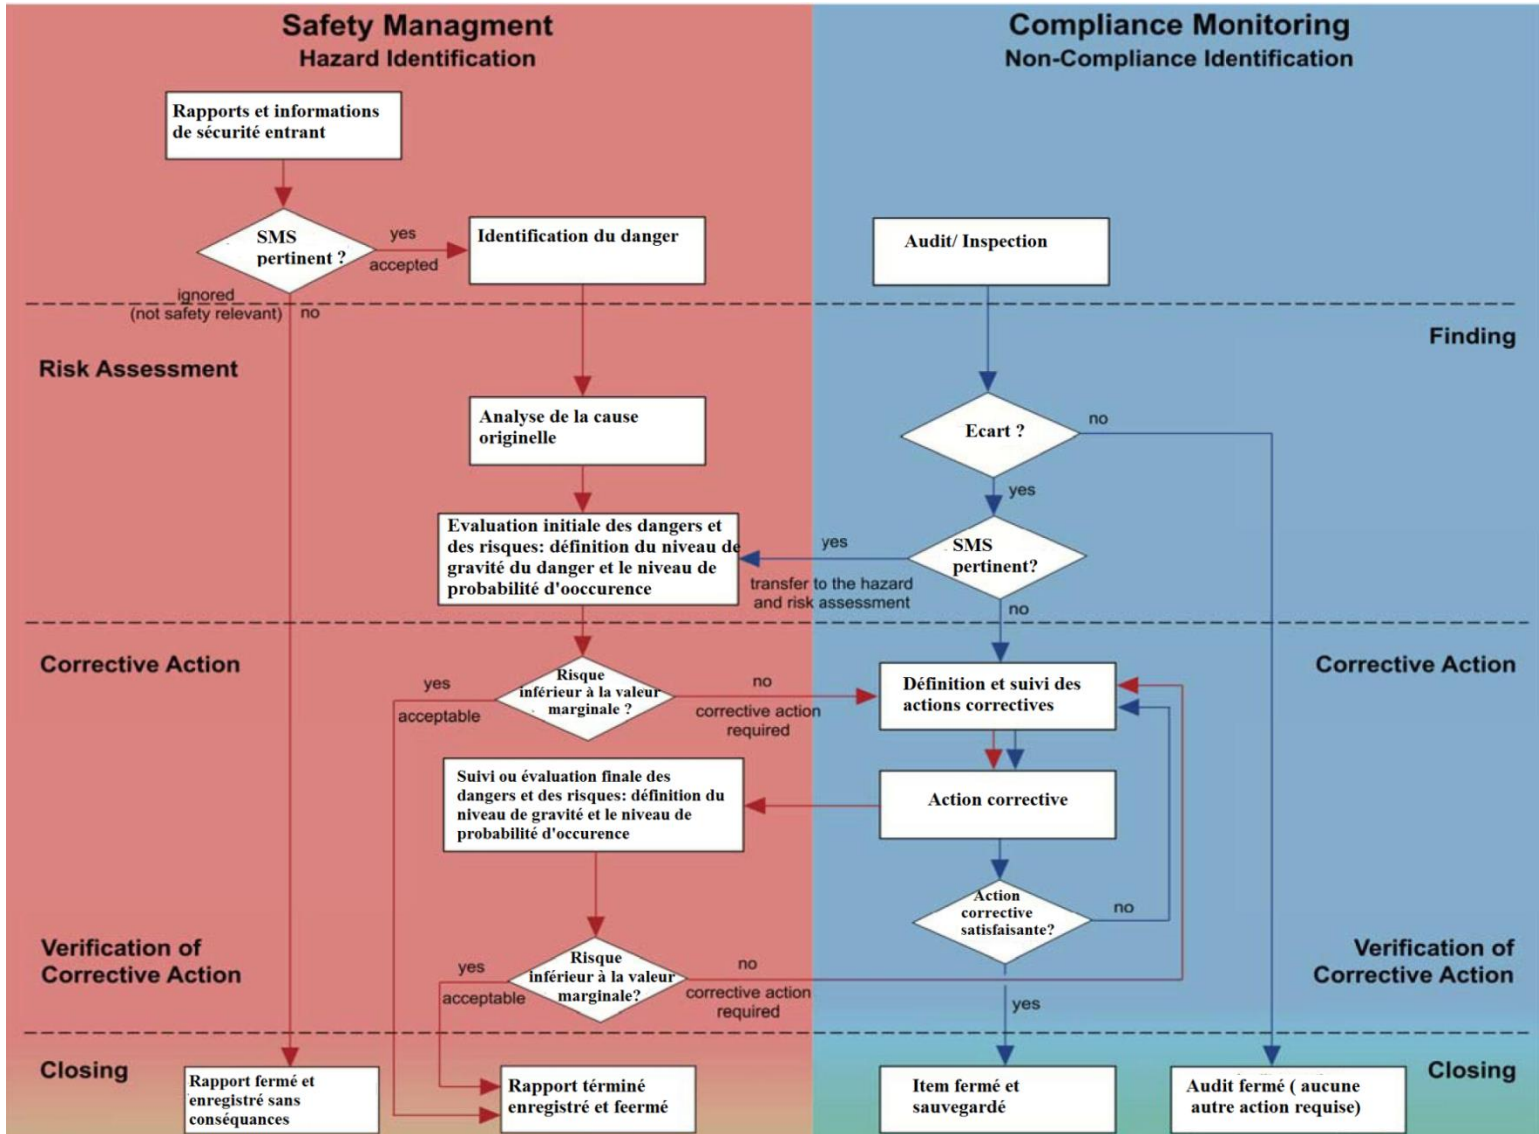 Safety Managment
Hazard Identification
Compliance Monitoring
Non-Compliance Identification
Rapports et informations
de sécurité entrant
SMS
pertinent ?
yes
accepted
Identification du danger
Audit/ Inspection
ignored
(not safety relevant)
no
Risk Assessment
Finding
Analyse de la cause
originelle
Ecart ?
no
yes
Evaluation initiale des dangers et
des risques: définition du niveau de
gravité du danger et le niveau de
probabilité d'ooccurence
yes
transfer to the hazard
and risk assessment
SMS
pertinent?
no
Corrective Action
Corrective Action
yes
acceptable
Risque
inférieur à la valeur
marginale ?
no
corrective action
required
Définition et suivi des
actions correctives
Suivi ou évaluation finale des
dangers et des risques: définition du
niveau de gravité et le niveau de
probabilité d'occurence
Action corrective
Action
corrective
satisfaisante?
no
Verification of
Corrective Action
yes
acceptable
Risque
inférieur à la valeur
marginale?
no
corrective action
required
yes
Verification of
Corrective Action
Closing
Rapport fermé et
enregistré sans
conséquances
Rapport términé
enregistré et feermé
Item fermé et
sauvegardé
Audit fermé ( aucune
autre action requise)
Closing